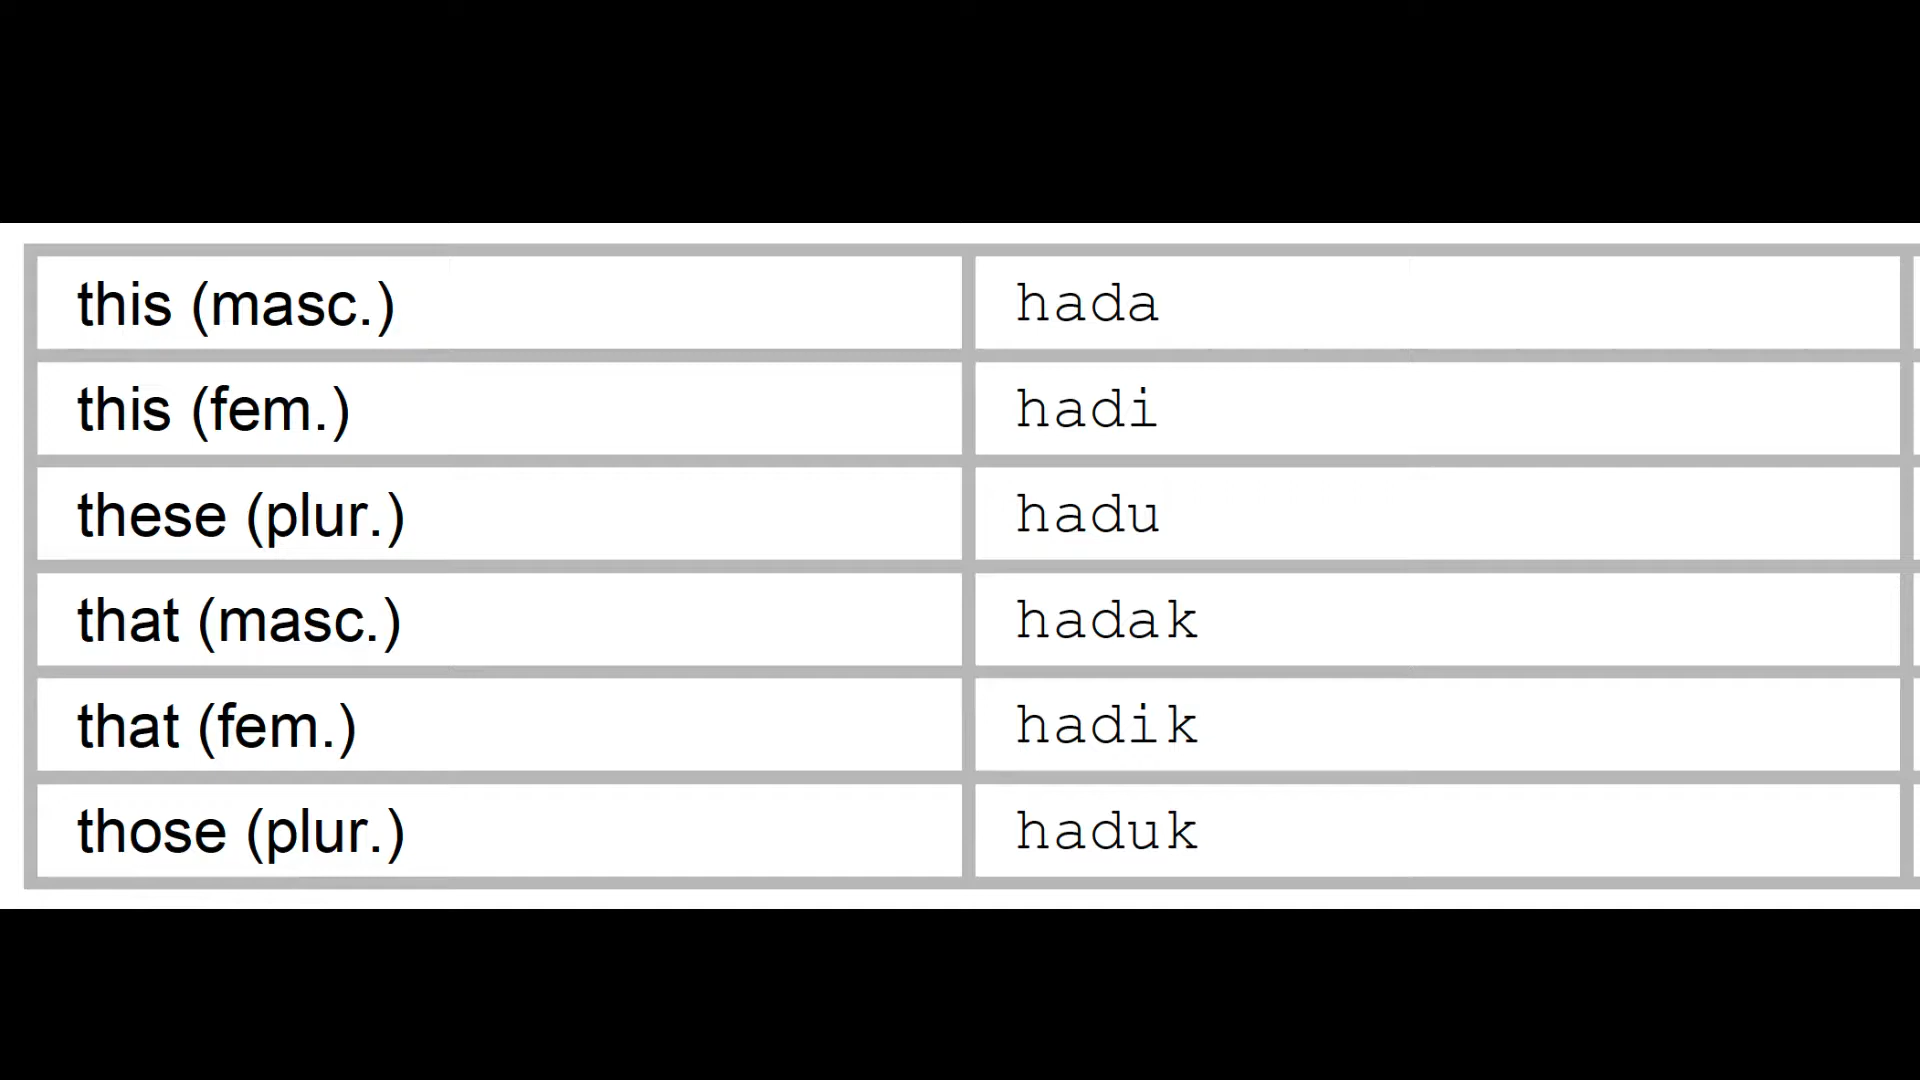 this (masc.) hada
this (fem.) hadi
these (plur.) hadu
that (masc.) hadak
that (fem.) hadik
those (plur.) haduk